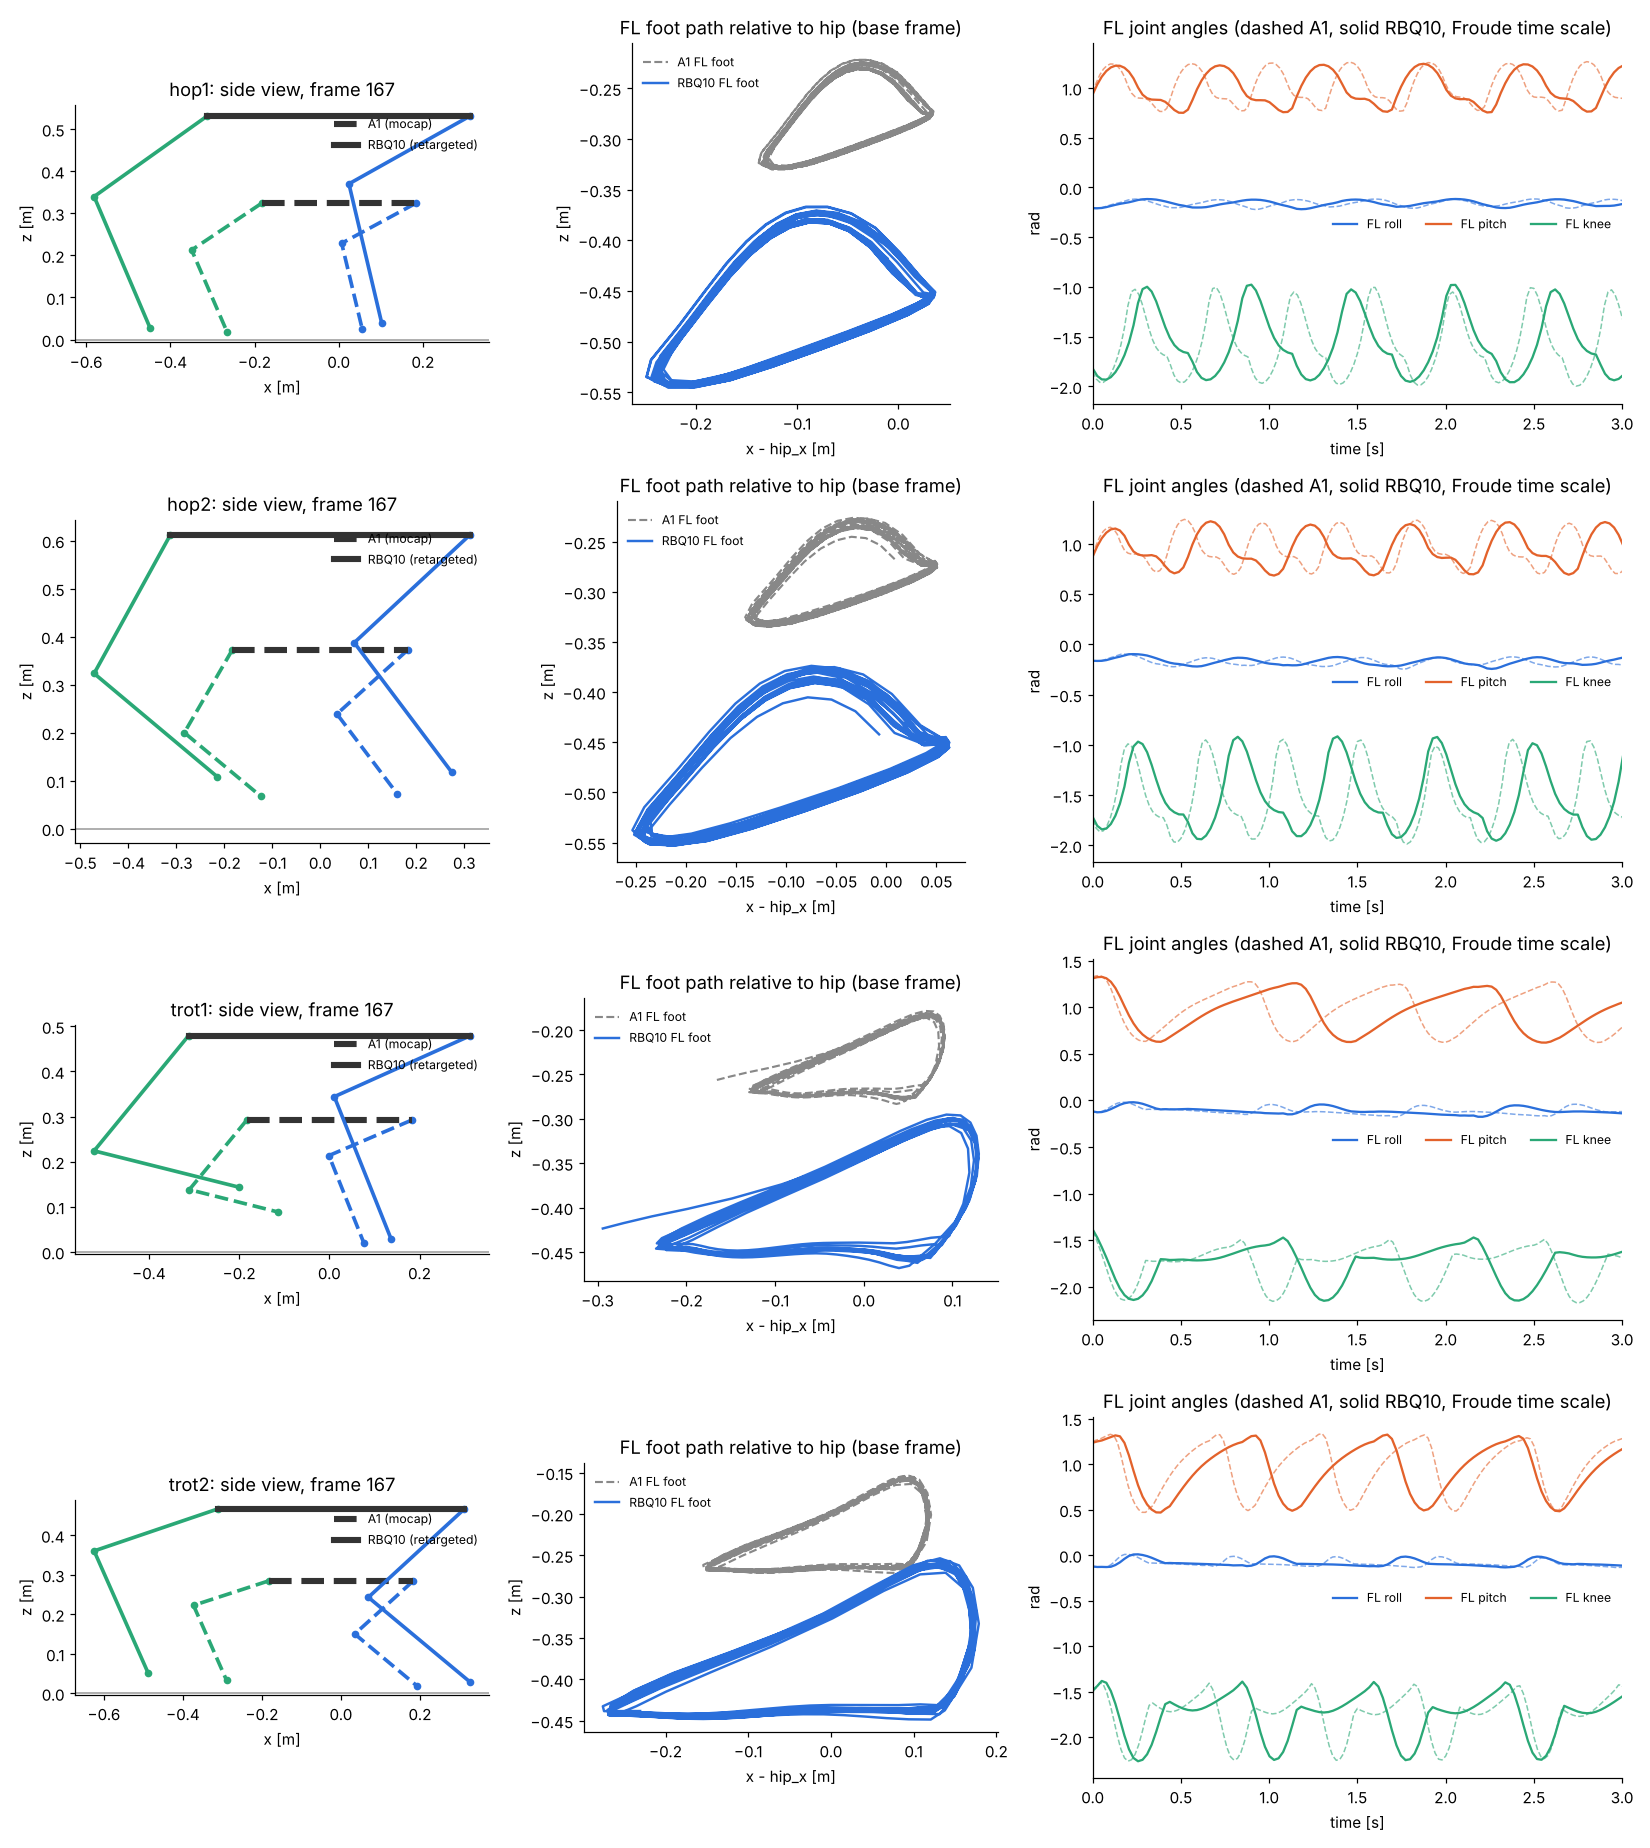 hop1: side view, frame 167
A1 (mocap)
RBQ10 (retargeted)
z [m]
0.5
0.4
0.3
0.2
0.1
0.0
−0.6 −0.4 −0.2 0.0 0.2
x [m]
FL foot path relative to hip (base frame)
A1 FL foot
RBQ10 FL foot
z [m]
−0.25
−0.30
−0.35
−0.40
−0.45
−0.50
−0.55
−0.2 −0.1 0.0
x - hip_x [m]
FL joint angles (dashed A1, solid RBQ10, Froude time scale)
rad
1.0
0.5
0.0
−0.5
−1.0
−1.5
−2.0
FL roll FL pitch FL knee
0.0 0.5 1.0 1.5 2.0 2.5 3.0
time [s]
hop2: side view, frame 167
A1 (mocap)
RBQ10 (retargeted)
z [m]
0.6
0.5
0.4
0.3
0.2
0.1
0.0
−0.5 −0.4 −0.3 −0.2 −0.1 0.0 0.1 0.2 0.3
x [m]
FL foot path relative to hip (base frame)
A1 FL foot
RBQ10 FL foot
z [m]
−0.25
−0.30
−0.35
−0.40
−0.45
−0.50
−0.55
−0.25 −0.20 −0.15 −0.10 −0.05 0.00 0.05
x - hip_x [m]
FL joint angles (dashed A1, solid RBQ10, Froude time scale)
rad
1.0
0.5
0.0
−0.5
−1.0
−1.5
−2.0
FL roll FL pitch FL knee
0.0 0.5 1.0 1.5 2.0 2.5 3.0
time [s]
trot1: side view, frame 167
A1 (mocap)
RBQ10 (retargeted)
z [m]
0.5
0.4
0.3
0.2
0.1
0.0
−0.4 −0.2 0.0 0.2
x [m]
FL foot path relative to hip (base frame)
A1 FL foot
RBQ10 FL foot
z [m]
−0.20
−0.25
−0.30
−0.35
−0.40
−0.45
−0.3 −0.2 −0.1 0.0 0.1
x - hip_x [m]
FL joint angles (dashed A1, solid RBQ10, Froude time scale)
rad
1.5
1.0
0.5
0.0
−0.5
−1.0
−1.5
−2.0
FL roll FL pitch FL knee
0.0 0.5 1.0 1.5 2.0 2.5 3.0
time [s]
trot2: side view, frame 167
A1 (mocap)
RBQ10 (retargeted)
z [m]
0.4
0.3
0.2
0.1
0.0
−0.6 −0.4 −0.2 0.0 0.2
x [m]
FL foot path relative to hip (base frame)
A1 FL foot
RBQ10 FL foot
z [m]
−0.15
−0.20
−0.25
−0.30
−0.35
−0.40
−0.45
−0.2 −0.1 0.0 0.1 0.2
x - hip_x [m]
FL joint angles (dashed A1, solid RBQ10, Froude time scale)
rad
1.5
1.0
0.5
0.0
−0.5
−1.0
−1.5
−2.0
FL roll FL pitch FL knee
0.0 0.5 1.0 1.5 2.0 2.5 3.0
time [s]